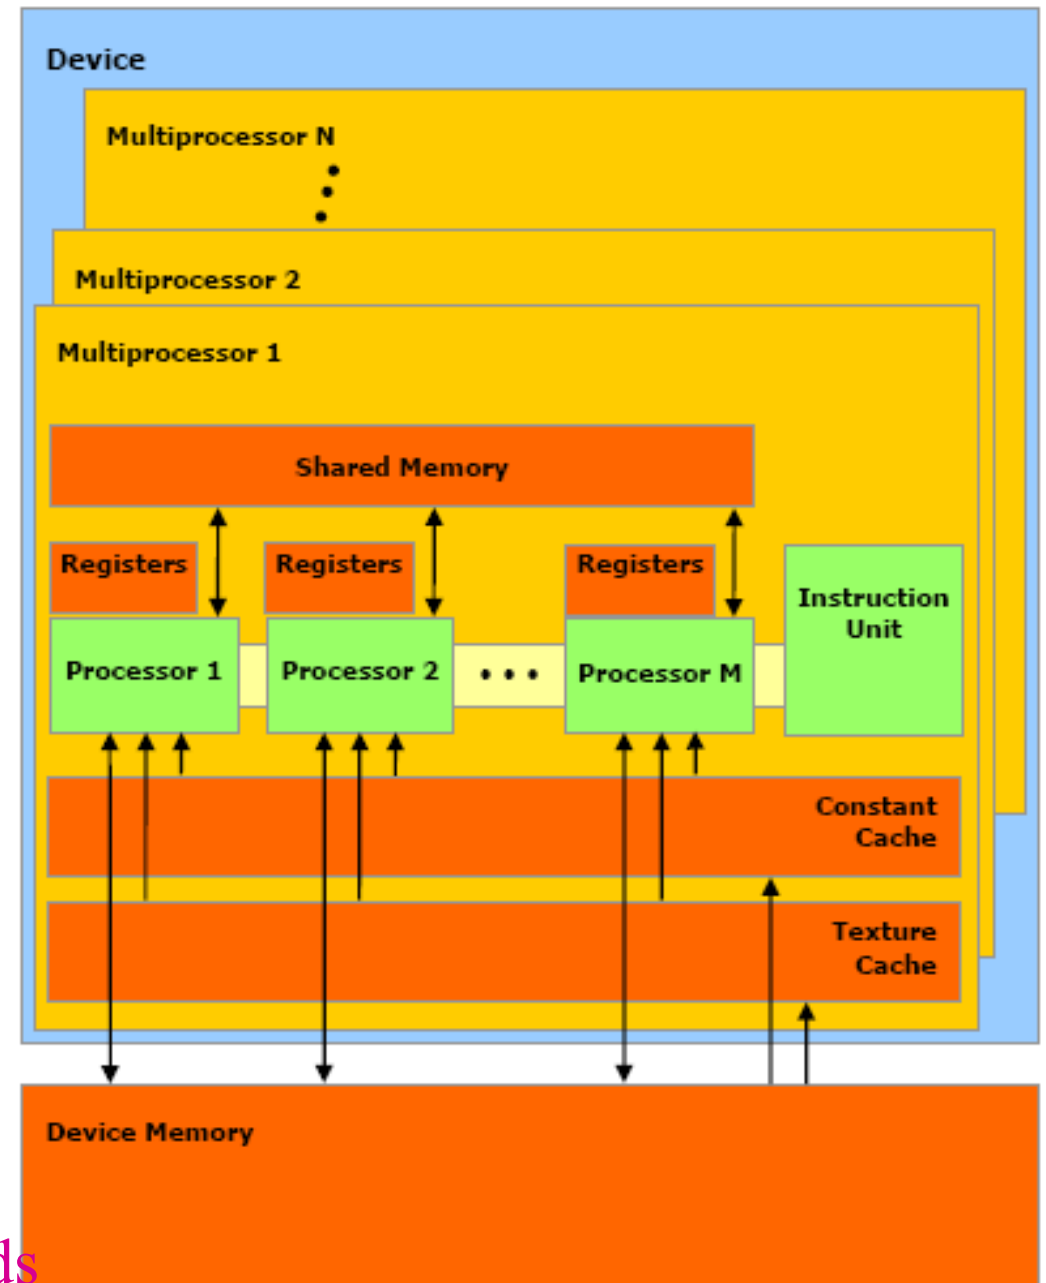 Device
Multiprocessor N
Multiprocessor 2
Multiprocessor 1
Shared Memory
Registers
Registers
Registers
Instruction
Unit
Processor 1
Processor 2
Processor M
Constant
Cache
Texture
Cache
Device Memory
ds